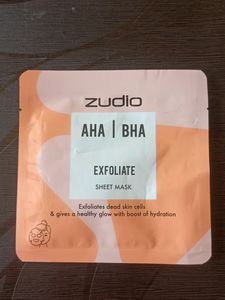 zudio
AHA | BHA
EXFOLIATE
SHEET MASK
Exfoliates dead skin cells
& gives a healthy glow with boost of hydration